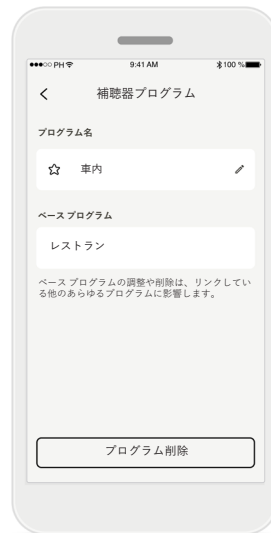 ●●●○○ PH 9:41 AM 100 %
補聴器プログラム
プログラム名
車内
ベース プログラム
レストラン
ベース プログラムの調整や削除は、リンクしてい
る他のあらゆるプログラムに影響します。
プログラム削除